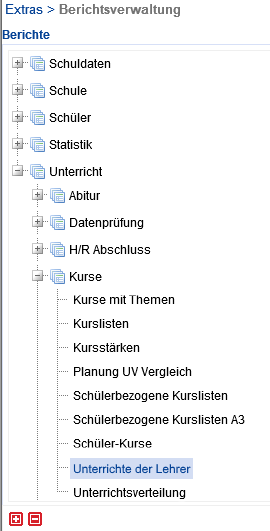 Extras > Berichtsverwaltung
Berichte
Schuldaten
Schule
Schüler
Statistik
Unterricht
Abitur
Datenprüfung
H/R Abschluss
Kurse
Kurse mit Themen
Kurslisten
Kursstärken
Planung UV Vergleich
Schülerbezogene Kurslisten
Schülerbezogene Kurslisten A3
Schüler-Kurse
Unterrichte der Lehrer
Unterrichtsverteilung